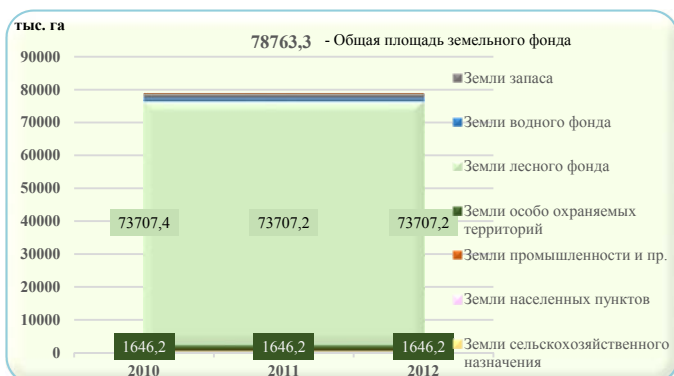 тыс. га
78763,3 - Общая площадь земельного фонда
90000
80000
70000
60000
50000
40000
30000
20000
10000
0
73707,4 73707,2 73707,2
1646,2 1646,2 1646,2
2010 2011 2012
Земли запаса
Земли водного фонда
Земли лесного фонда
Земли особо охраняемых
территорий
Земли промышленности и пр.
Земли населенных пунктов
Земли сельскохозяйственного
назначения